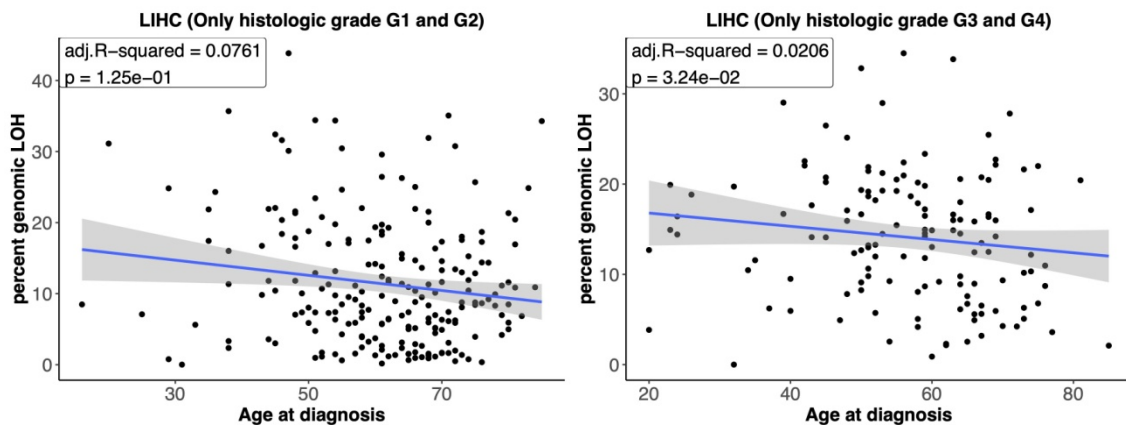 LIHC (Only histologic grade G1 and G2)
adj.R-squared = 0.0761
p = 1.25e-01
percent genomic LOH
40
30
20
10
0
30
50
70
Age at diagnosis
LIHC (Only histologic grade G3 and G4)
adj.R-squared = 0.0206
p = 3.24e-02
percent genomic LOH
30
20
10
0
20
40
60
80
Age at diagnosis